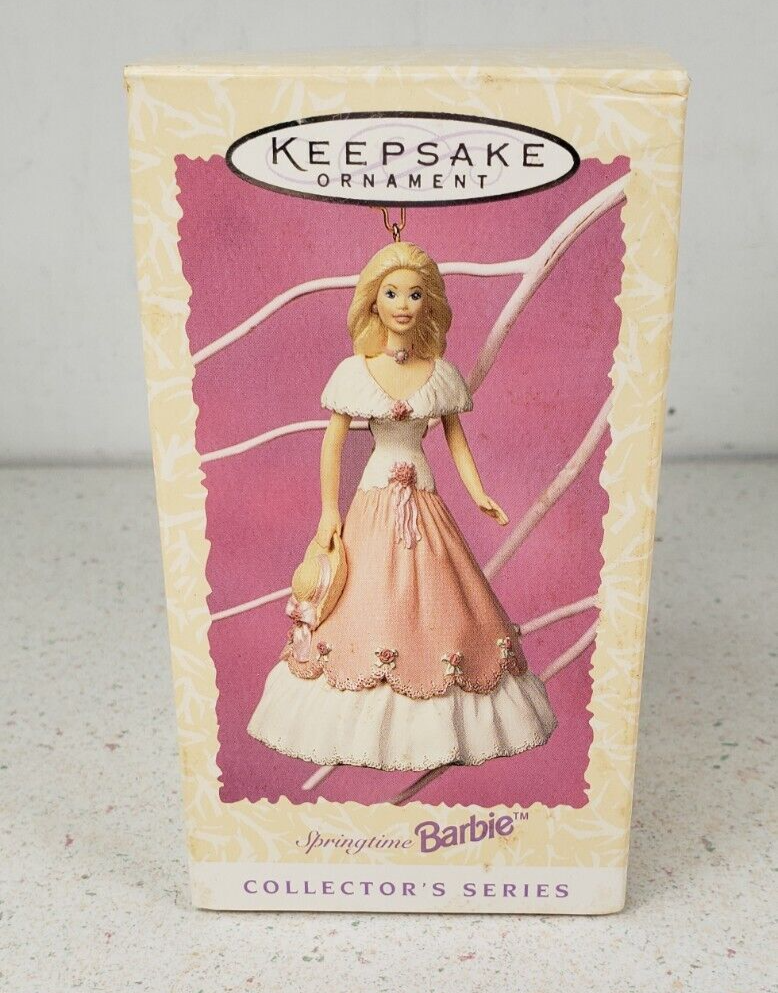 KEEPSAKE
ORNAMENT
Springtime Barbie™
COLLECTOR'S SERIES